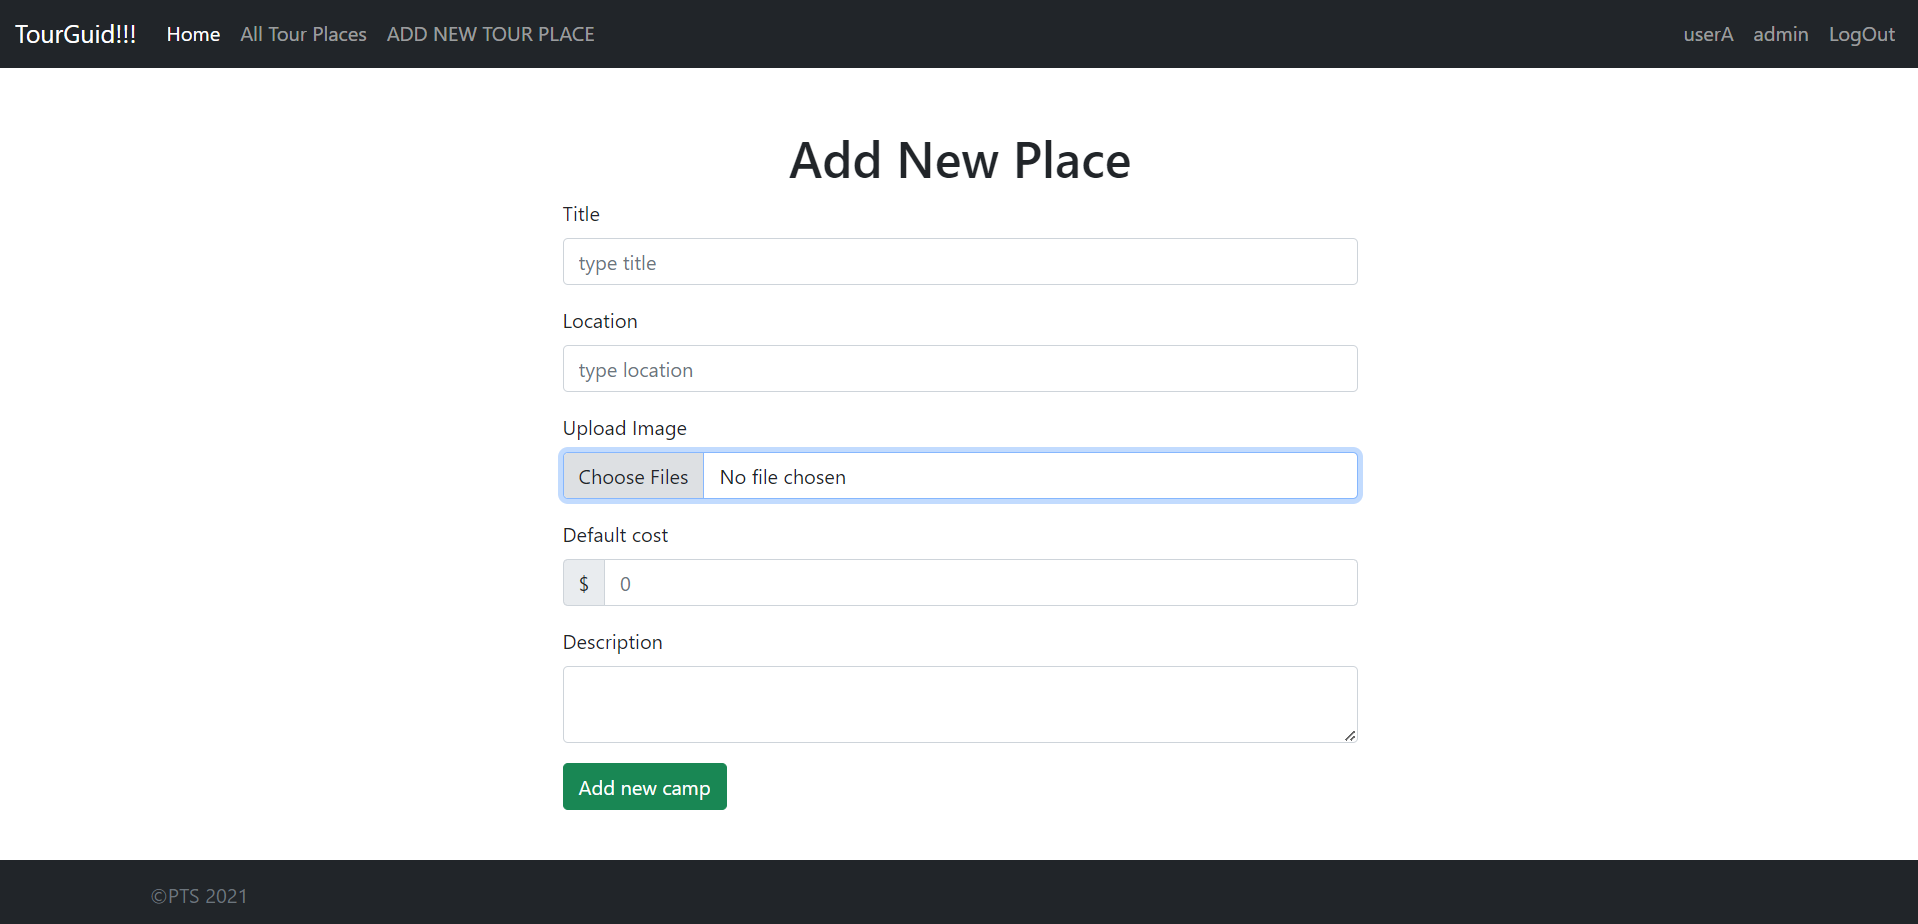 TourGuid!!! Home All Tour Places ADD NEW TOUR PLACE userA admin LogOut
Add New Place
Title
type title
Location
type location
Upload Image
Choose Files No file chosen
Default cost
$ 0
Description
Add new camp
©PTS 2021